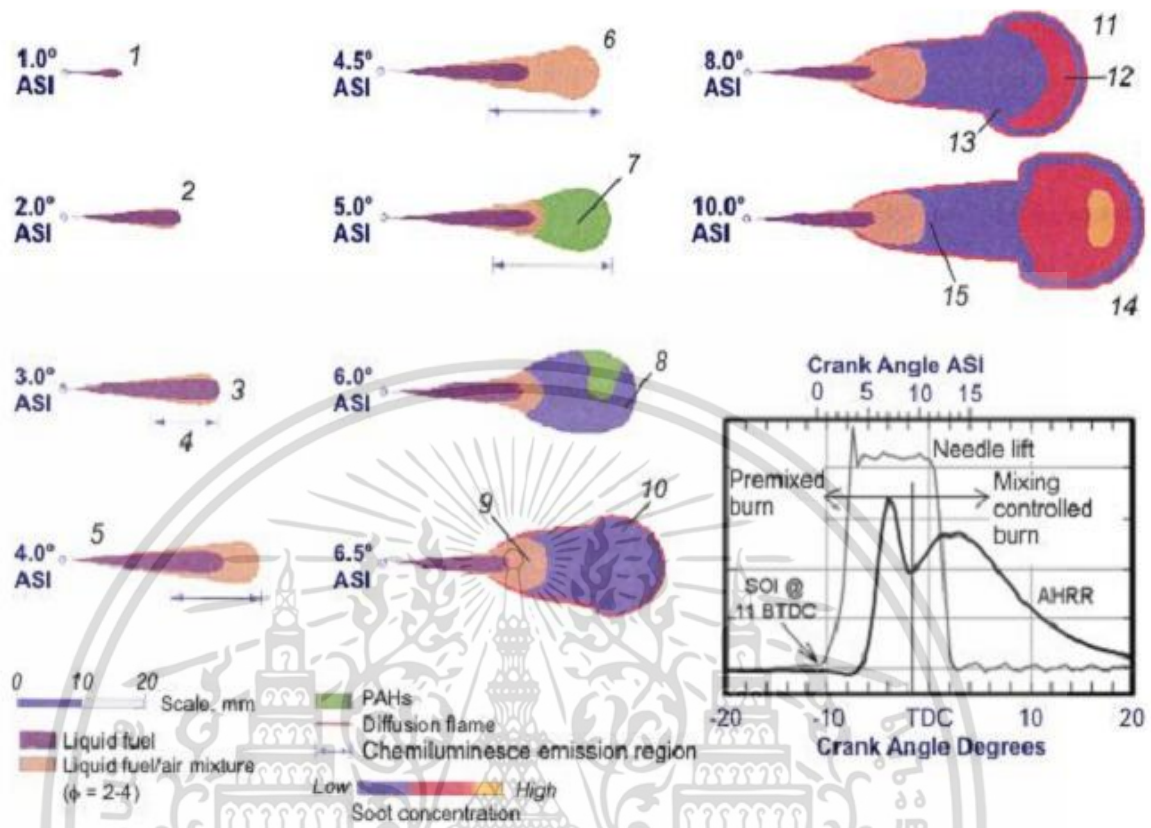 1.0° ASI
1
2.0° ASI
2
3.0° ASI
3
4
4.0° ASI
5
4.5° ASI
6
5.0° ASI
7
6.0° ASI
8
6.5° ASI
9
10
8.0° ASI
11
12
13
10.0° ASI
14
15
Crank Angle ASI
0 5 10 15
Needle lift
Premixed burn
Mixing controlled burn
SOI @ 11 BTDC
AHRR
-20 -10 TDC 10 20
Crank Angle Degrees
0 10 20
Scale, mm
Liquid fuel
Liquid fuel/air mixture
(ϕ = 2-4)
PAHs
Diffusion flame
Chemiluminesce emission region
Low High
Soot concentration